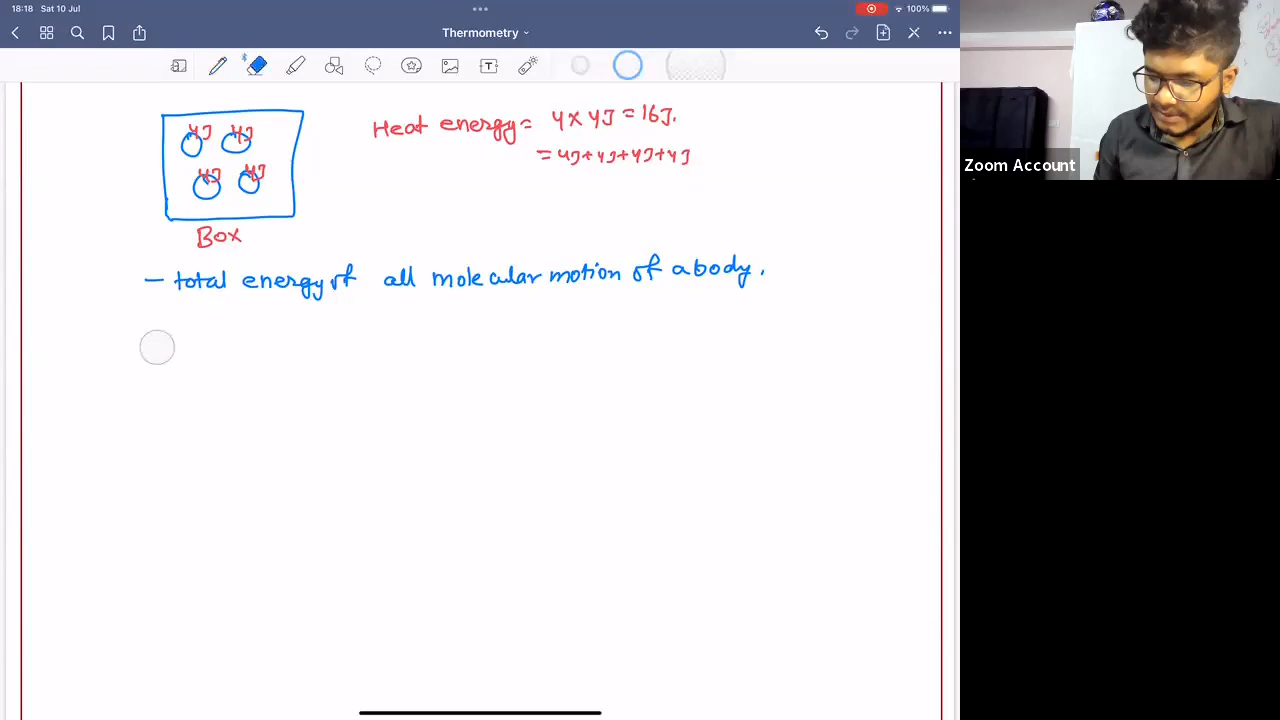 18:18 Sat 10 Jul
100%
Thermometry
4J 4J
4J 4J
Box
Heat energy = 4 x 4J = 16J.
= 4J+4J+4J+4J
– total energy of all molecular motion of a body.
Zoom Account